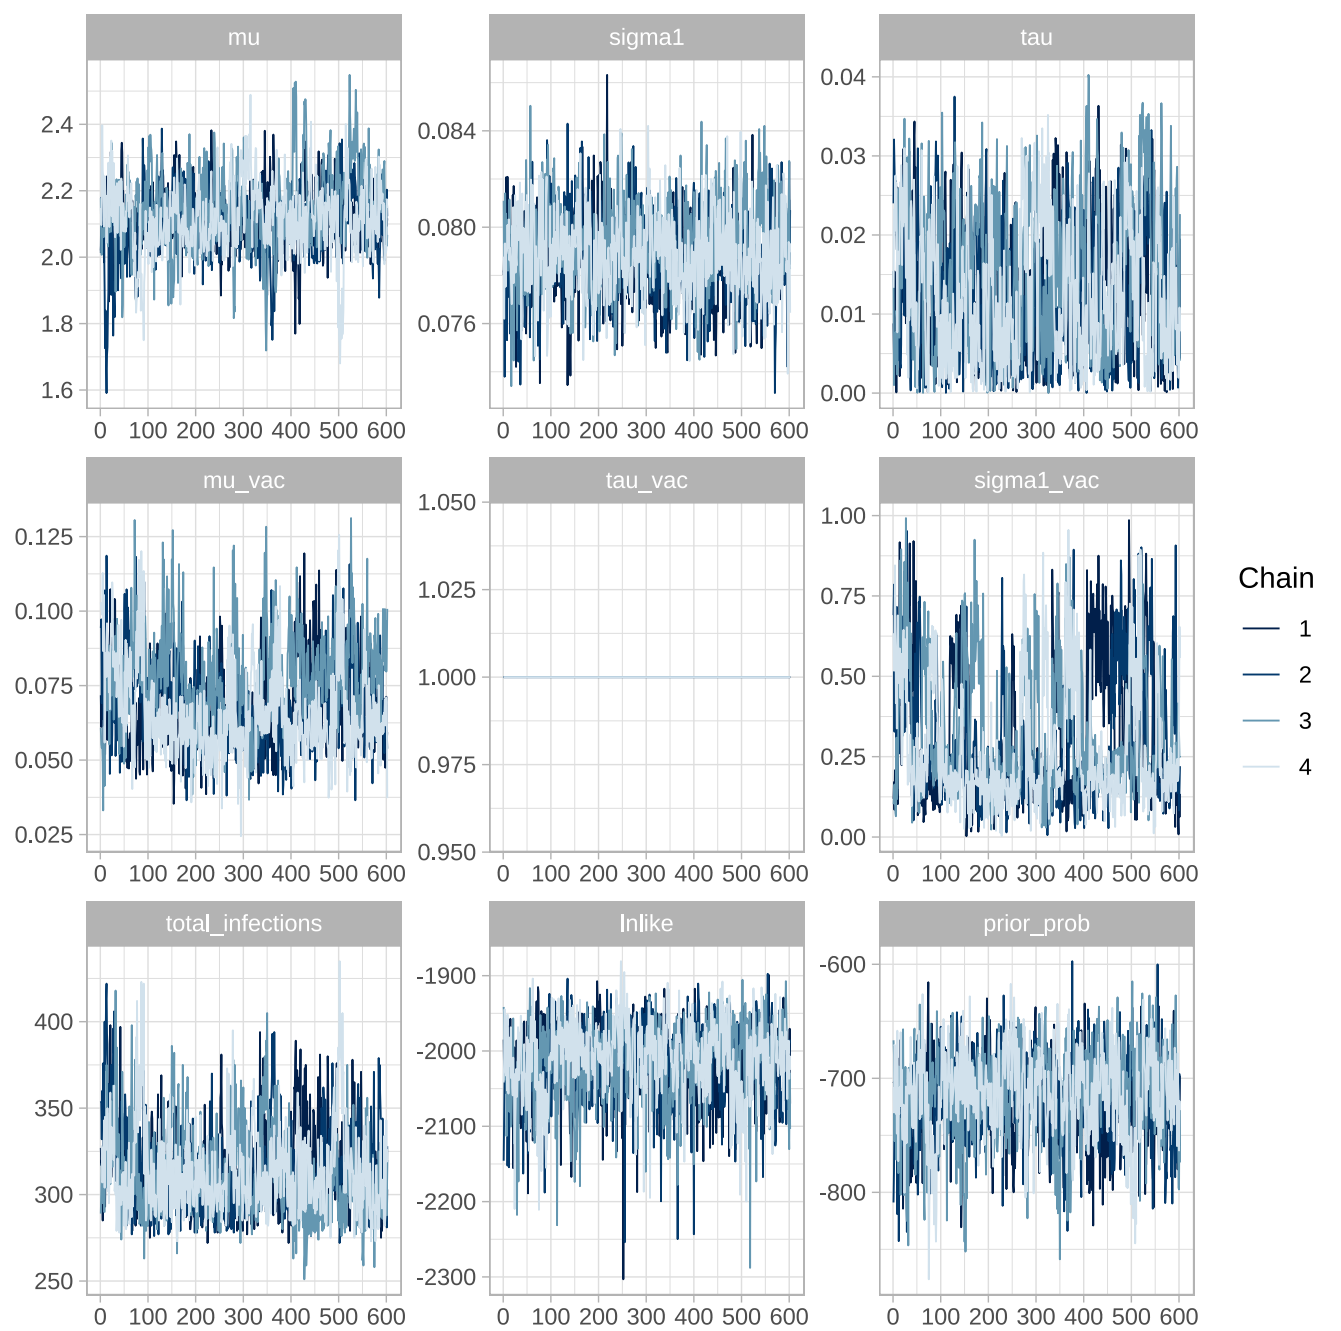 mu
sigma1
tau
2.4
2.2
2.0
1.8
1.6
0.084
0.080
0.076
0.04
0.03
0.02
0.01
0.00
0 100 200 300 400 500 600
0 100 200 300 400 500 600
0 100 200 300 400 500 600
mu_vac
tau_vac
sigma1_vac
0.125
0.100
0.075
0.050
0.025
1.050
1.025
1.000
0.975
0.950
1.00
0.75
0.50
0.25
0.00
0 100 200 300 400 500 600
0 100 200 300 400 500 600
0 100 200 300 400 500 600
total_infections
lnlike
prior_prob
400
350
300
250
-1900
-2000
-2100
-2200
-2300
-600
-700
-800
0 100 200 300 400 500 600
0 100 200 300 400 500 600
0 100 200 300 400 500 600
Chain
1
2
3
4